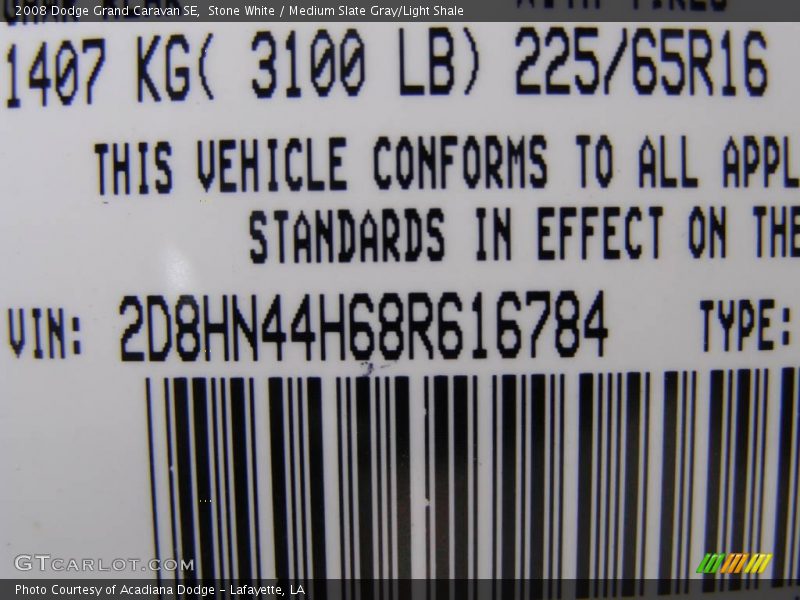 2008 Dodge Grand Caravan SE, Stone White / Medium Slate Gray/Light Shale
WITH TIRES
1407 KG( 3100 LB) 225/65R16
THIS VEHICLE CONFORMS TO ALL APPL
STANDARDS IN EFFECT ON THE
VIN: 2D8HN44H68R616784 TYPE:
GTCARLOT.COM
Photo Courtesy of Acadiana Dodge - Lafayette, LA